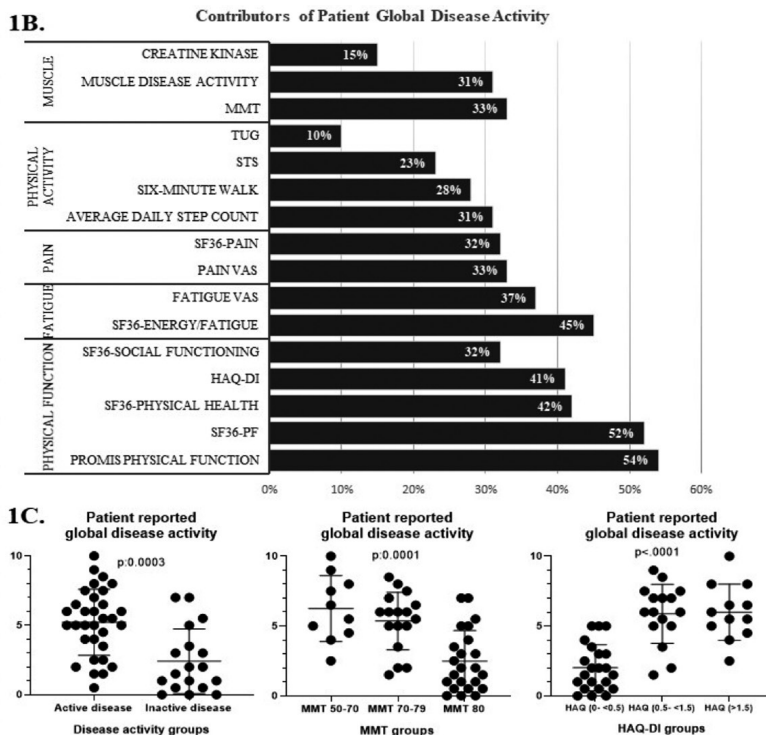 1B.
Contributors of Patient Global Disease Activity
MUSCLE
CREATINE KINASE 15%
MUSCLE DISEASE ACTIVITY 31%
MMT 33%
PHYSICAL
ACTIVITY
TUG 10%
STS 23%
SIX-MINUTE WALK 28%
AVERAGE DAILY STEP COUNT 31%
PAIN
SF36-PAIN 32%
PAIN VAS 33%
FATIGUE
FATIGUE VAS 37%
SF36-ENERGY/FATIGUE 45%
PHYSICAL FUNCTION
SF36-SOCIAL FUNCTIONING 32%
HAQ-DI 41%
SF36-PHYSICAL HEALTH 42%
SF36-PF 52%
PROMIS PHYSICAL FUNCTION 54%
0% 10% 20% 30% 40% 50% 60%
1C.
Patient reported
global disease activity
p:0.0003
10
5
0
Active disease Inactive disease
Disease activity groups
Patient reported
global disease activity
p:0.0001
10
5
0
MMT 50-70 MMT 70-79 MMT 80
MMT groups
Patient reported
global disease activity
p<.0001
10
5
0
HAQ (0- <0.5) HAQ (0.5- <1.5) HAQ (>1.5)
HAQ-DI groups